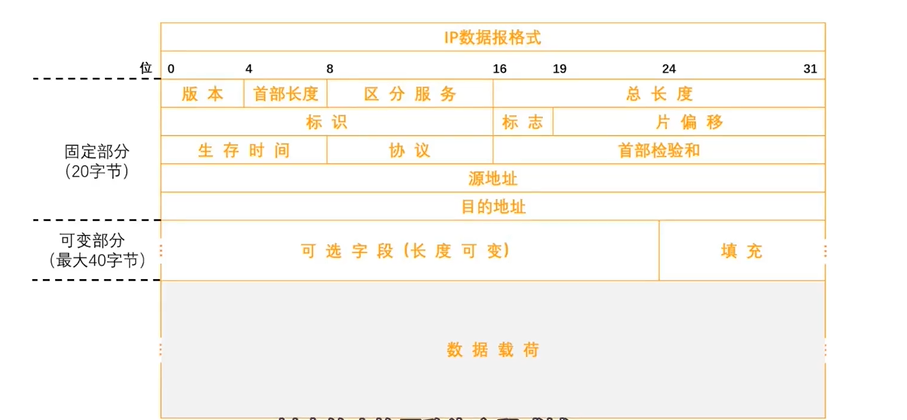 IP数据报格式
位 0 4 8 16 19 24 31
版本 首部长度 区分服务 总长度
标识 标志 片偏移
固定部分
（20字节）
生存时间 协议 首部检验和
源地址
目的地址
可变部分
（最大40字节）
可选字段(长度可变) 填充
数据载荷